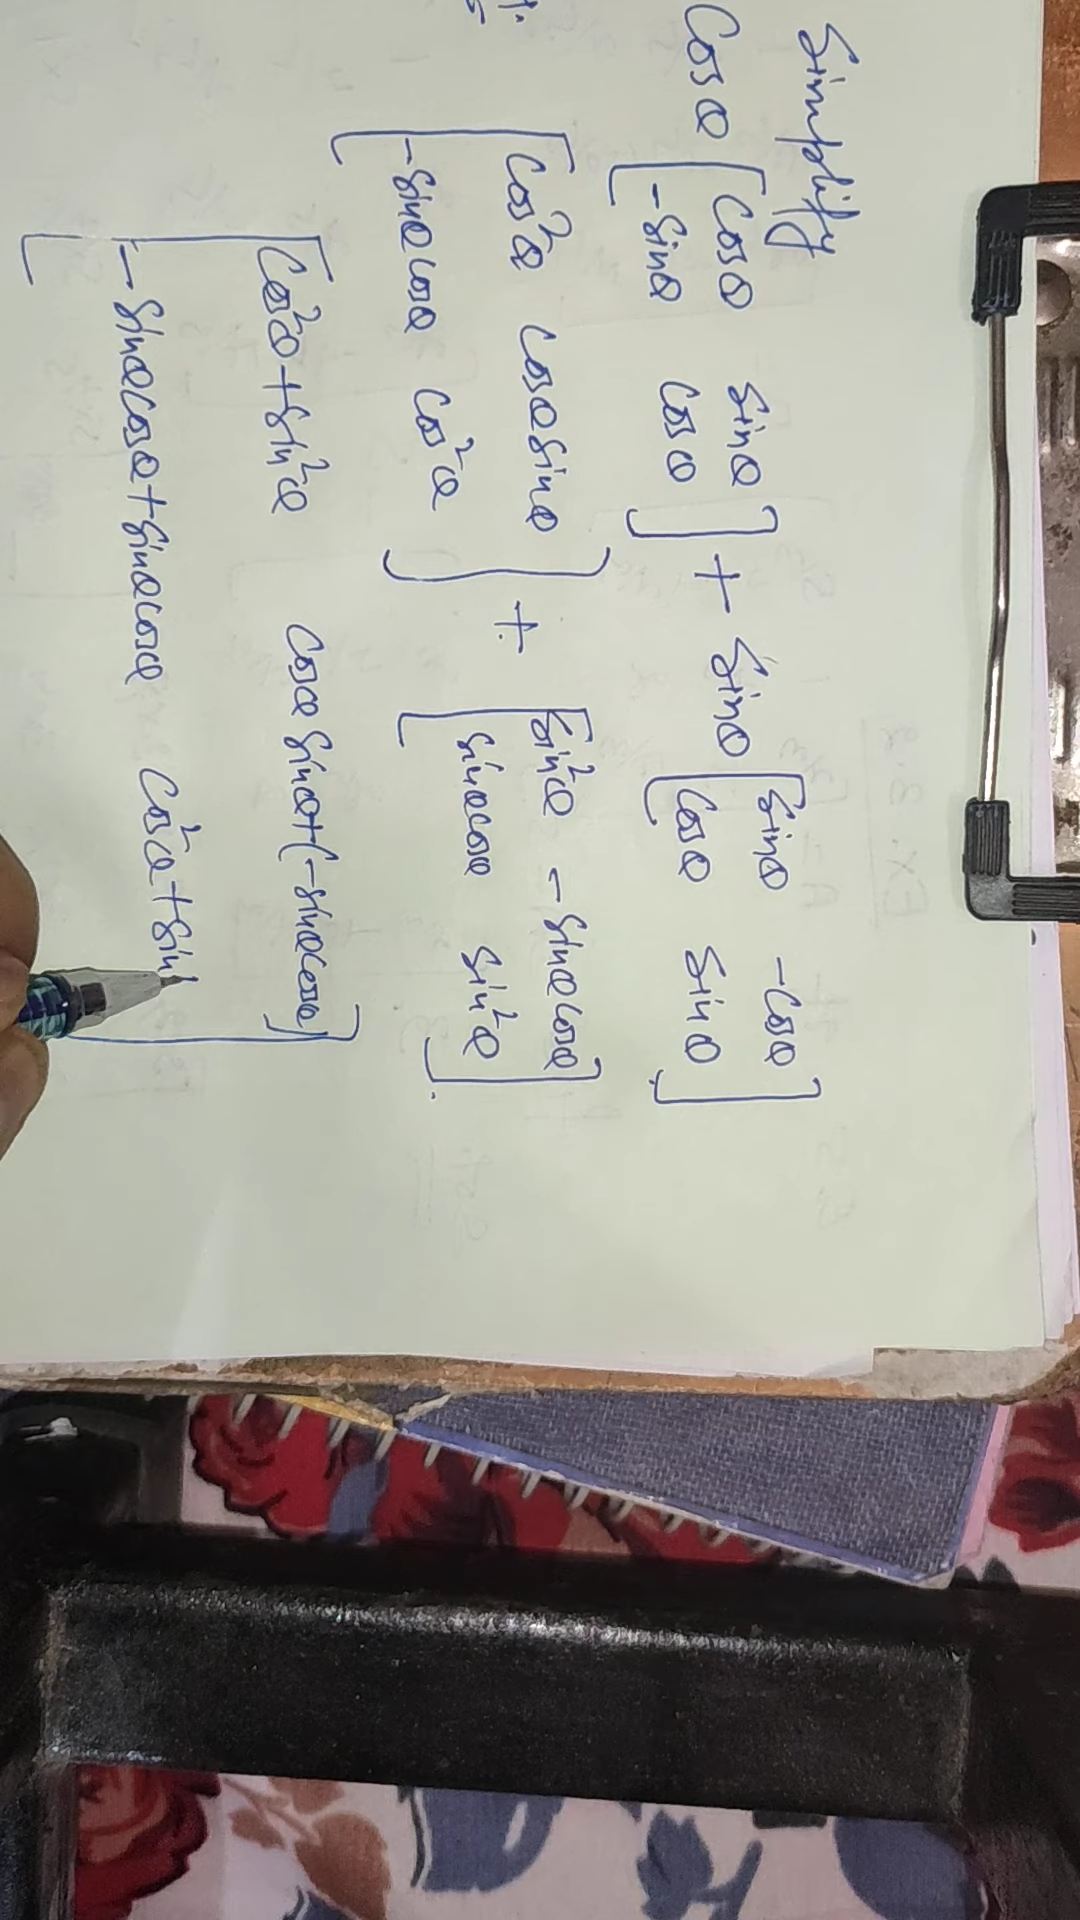 Simplify
Cosθ [Cosθ Sinθ] + Sinθ [Sinθ -Cosθ]
[-Sinθ Cosθ] [Cosθ Sinθ]
[Cos²θ CosθSinθ] + [Sin²θ -SinθCosθ]
[-SinθCosθ Cos²θ] [SinθCosθ Sin²θ].
[Cos²θ+Sin²θ CosθSinθ+(-SinθCosθ]
[-SinθCosθ+SinθCosθ Cos²θ+Sin